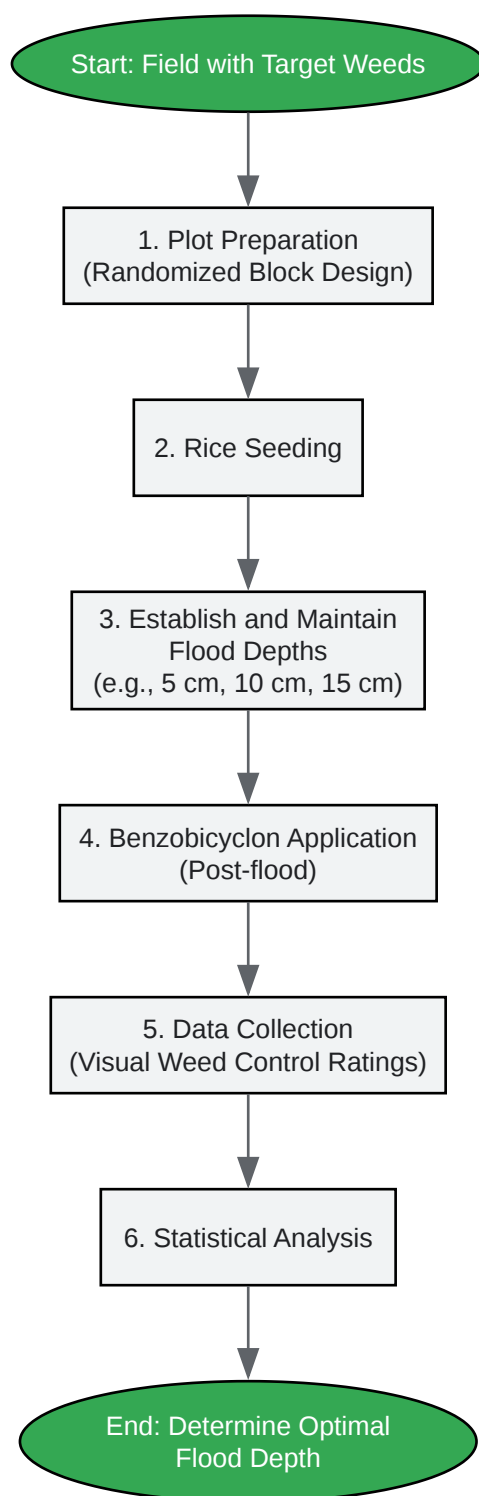 Start: Field with Target Weeds
1. Plot Preparation
(Randomized Block Design)
2. Rice Seeding
3. Establish and Maintain
Flood Depths
(e.g., 5 cm, 10 cm, 15 cm)
4. Benzobicyclon Application
(Post-flood)
5. Data Collection
(Visual Weed Control Ratings)
6. Statistical Analysis
End: Determine Optimal
Flood Depth